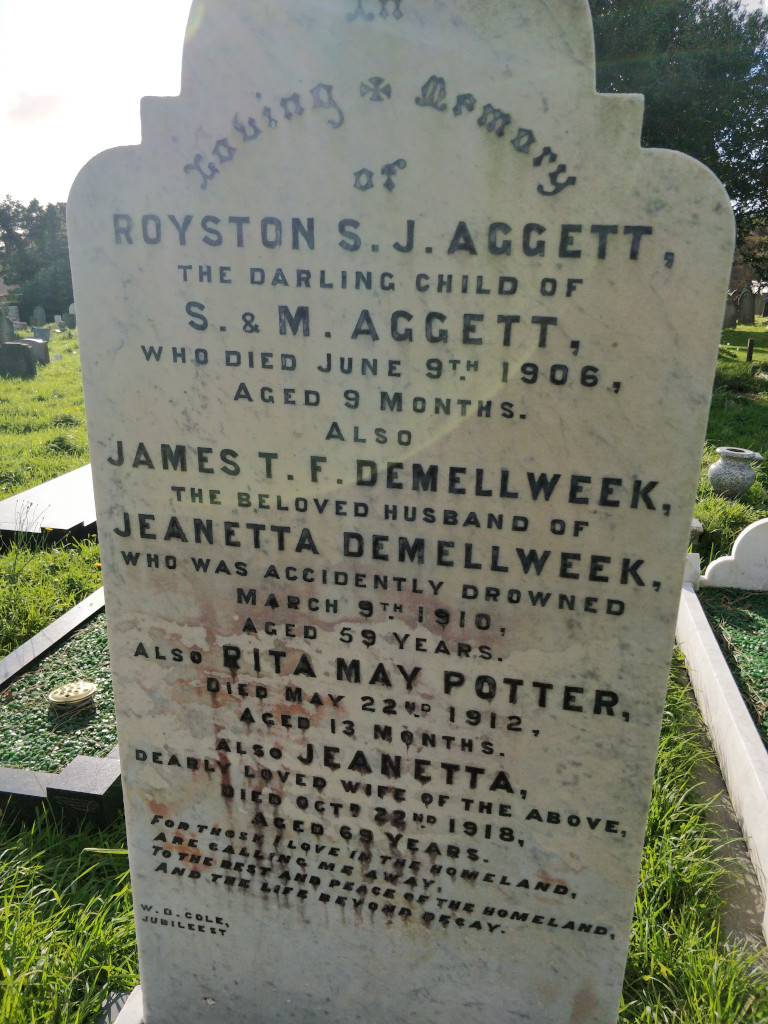 In
Loving Memory
of
ROYSTON S. J. AGGETT,
THE DARLING CHILD OF
S. & M. AGGETT,
WHO DIED JUNE 9TH 1906,
AGED 9 MONTHS.
ALSO
JAMES T. F. DEMELLWEEK,
THE BELOVED HUSBAND OF
JEANETTA DEMELLWEEK,
WHO WAS ACCIDENTLY DROWNED
MARCH 9TH 1910,
AGED 59 YEARS.
ALSO RITA MAY POTTER,
DIED MAY 22ND 1912,
AGED 13 MONTHS.
ALSO JEANETTA,
DEARLY LOVED WIFE OF THE ABOVE,
DIED OCTR 22ND 1918,
AGED 69 YEARS.
FOR THOSE I LOVE IN THE HOMELAND,
ARE CALLING ME AWAY,
TO THE REST AND PEACE OF THE HOMELAND,
AND THE LIFE BEYOND DECAY.
W. D. COLE,
JUBILEE ST